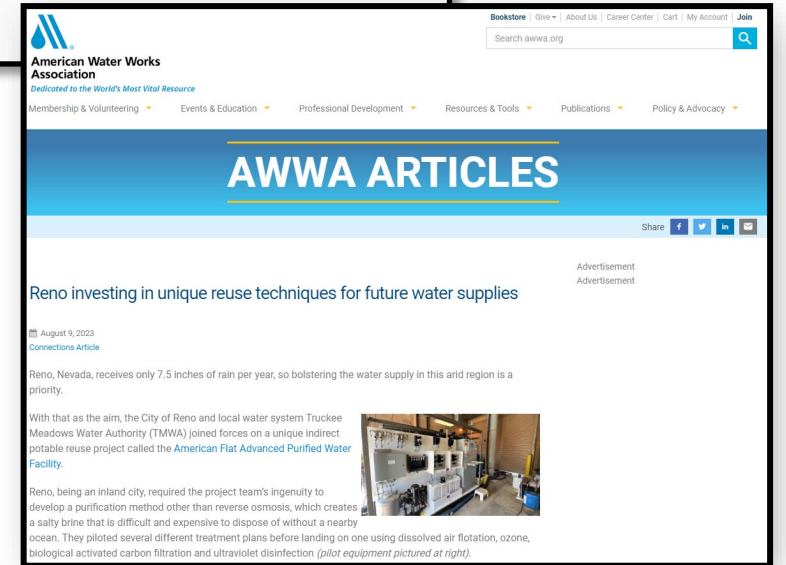 Bookstore | Give | About Us | Career Center | Cart | My Account | Join
Search awwa.org
American Water Works
Association
Dedicated to the World's Most Vital Resource
Membership & Volunteering Events & Education Professional Development Resources & Tools Publications Policy & Advocacy
AWWA ARTICLES
Share f in
Advertisement
Advertisement
Reno investing in unique reuse techniques for future water supplies
August 9, 2023
Connections Article
Reno, Nevada, receives only 7.5 inches of rain per year, so bolstering the water supply in this arid region is a
priority.
With that as the aim, the City of Reno and local water system Truckee
Meadows Water Authority (TMWA) joined forces on a unique indirect
potable reuse project called the American Flat Advanced Purified Water
Facility.
Reno, being an inland city, required the project team's ingenuity to
develop a purification method other than reverse osmosis, which creates
a salty brine that is difficult and expensive to dispose of without a nearby
ocean. They piloted several different treatment plans before landing on one using dissolved air flotation, ozone,
biological activated carbon filtration and ultraviolet disinfection (pilot equipment pictured at right).